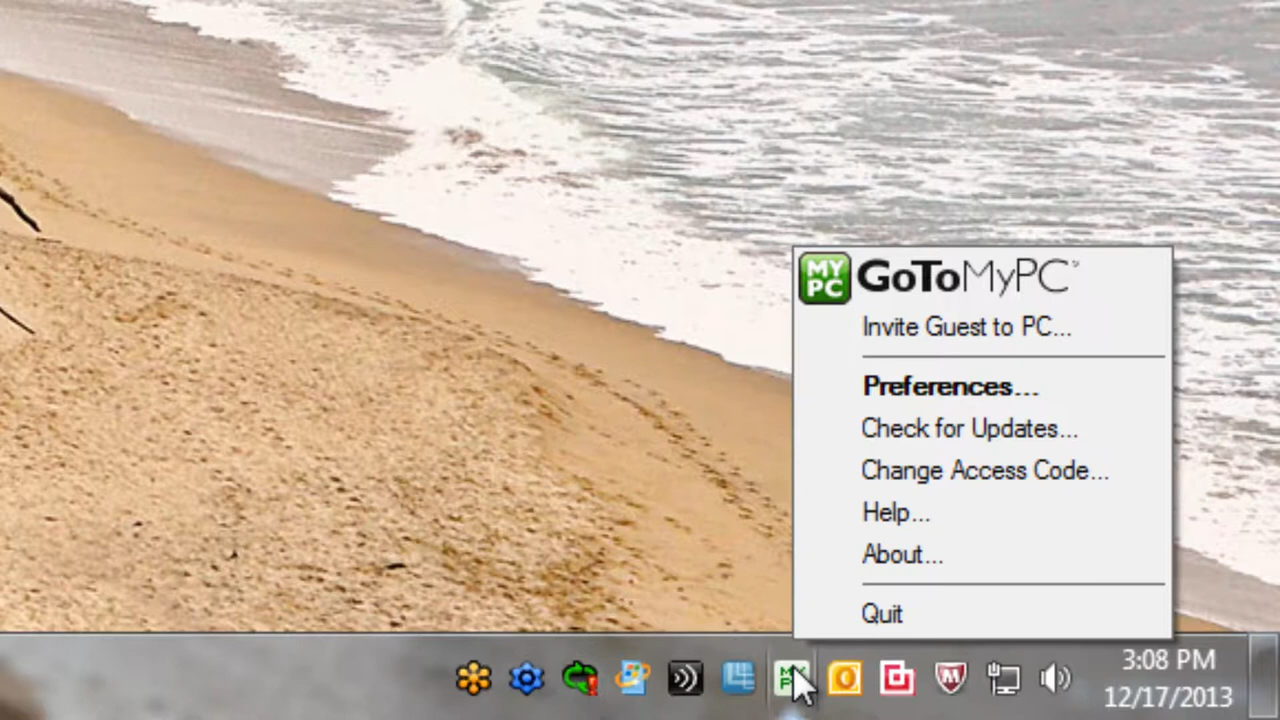 MY
PC
GoToMyPC™
Invite Guest to PC...
Preferences...
Check for Updates...
Change Access Code...
Help...
About...
Quit
3:08 PM
12/17/2013